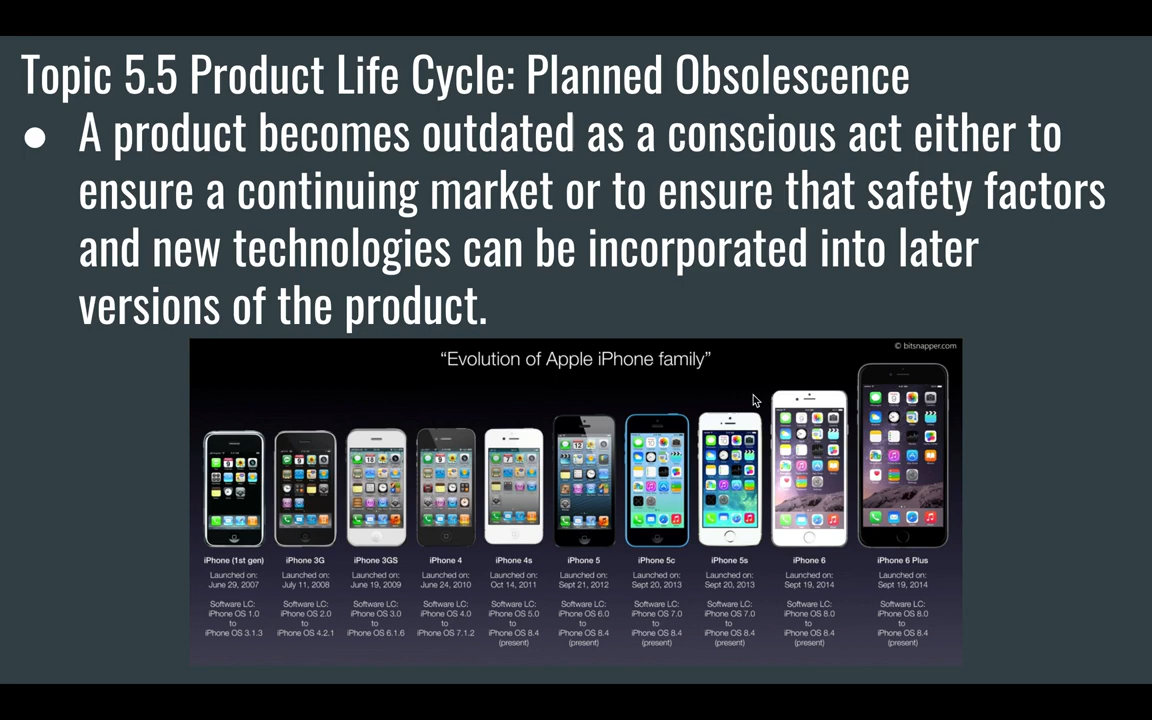 Topic 5.5 Product Life Cycle: Planned Obsolescence
● A product becomes outdated as a conscious act either to
ensure a continuing market or to ensure that safety factors
and new technologies can be incorporated into later
versions of the product.
© bitsnapper.com
“Evolution of Apple iPhone family”
iPhone (1st gen) iPhone 3G iPhone 3GS iPhone 4 iPhone 4s iPhone 5 iPhone 5c iPhone 5s iPhone 6 iPhone 6 Plus
Launched on: Launched on: Launched on: Launched on: Launched on: Launched on: Launched on: Launched on: Launched on: Launched on:
June 29, 2007 July 11, 2008 June 19, 2009 June 24, 2010 Oct 14, 2011 Sept 21, 2012 Sept 20, 2013 Sept 20, 2013 Sept 19, 2014 Sept 19, 2014
Software LC: Software LC: Software LC: Software LC: Software LC: Software LC: Software LC: Software LC: Software LC: Software LC:
iPhone OS 1.0 iPhone OS 2.0 iPhone OS 3.0 iPhone OS 4.0 iPhone OS 5.0 iPhone OS 6.0 iPhone OS 7.0 iPhone OS 7.0 iPhone OS 8.0 iPhone OS 8.0
to to to to to to to to to to
iPhone OS 3.1.3 iPhone OS 4.2.1 iPhone OS 6.1.6 iPhone OS 7.1.2 iPhone OS 8.4 iPhone OS 8.4 iPhone OS 8.4 iPhone OS 8.4 iPhone OS 8.4 iPhone OS 8.4
(present) (present) (present) (present) (present) (present)